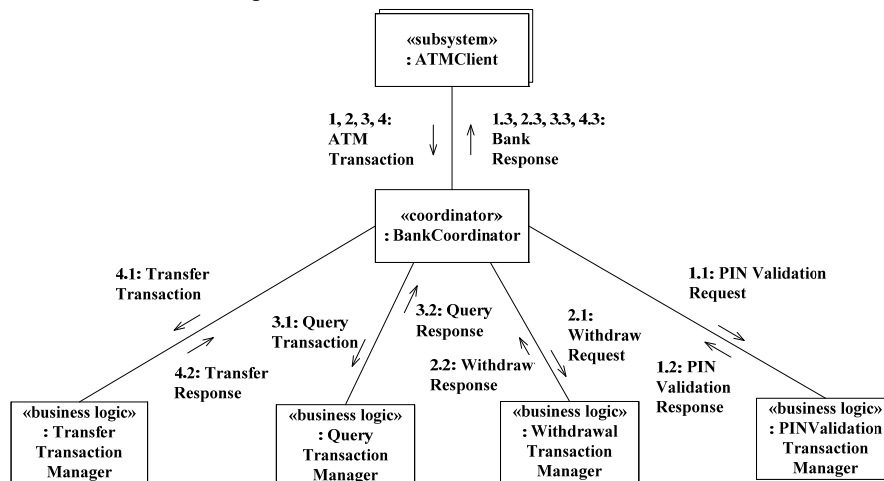 «subsystem»
: ATMClient
1, 2, 3, 4:
ATM
Transaction
1.3, 2.3, 3.3, 4.3:
Bank
Response
«coordinator»
: BankCoordinator
4.1: Transfer
Transaction
4.2: Transfer
Response
3.1: Query
Transaction
3.2: Query
Response
2.2: Withdraw
Response
2.1:
Withdraw
Request
1.1: PIN Validation
Request
1.2: PIN
Validation
Response
«business logic»
: Transfer
Transaction
Manager
«business logic»
: Query
Transaction
Manager
«business logic»
: Withdrawal
Transaction
Manager
«business logic»
: PINValidation
Transaction
Manager